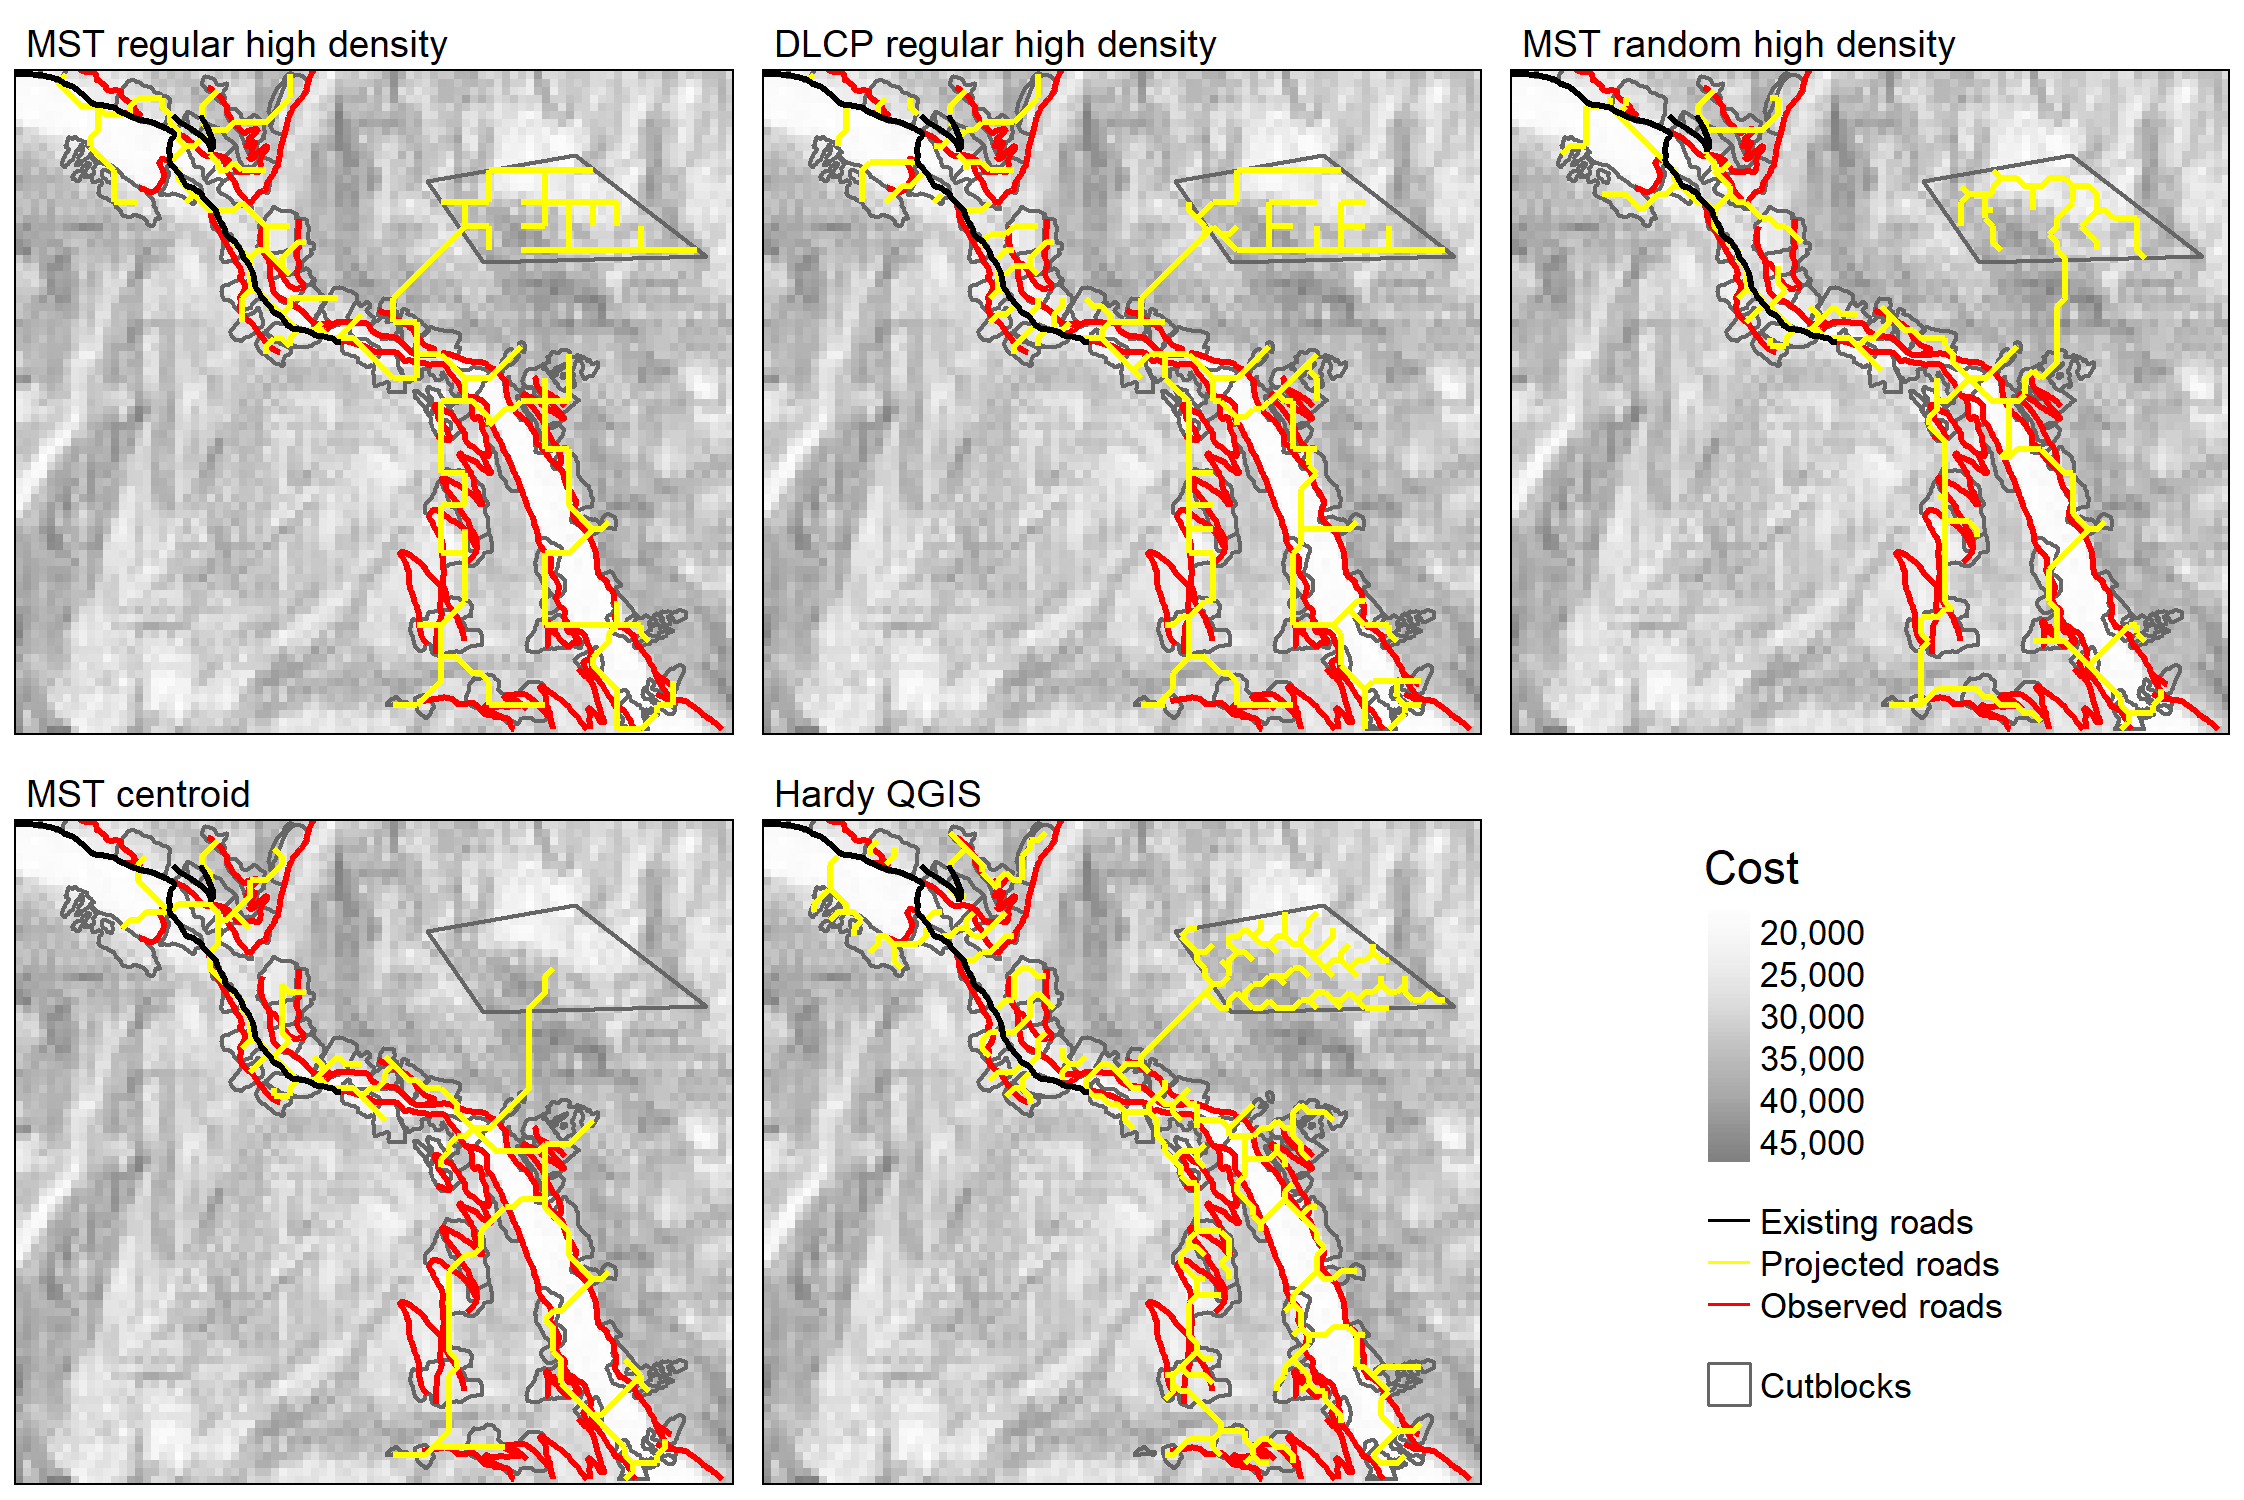 MST regular high density
DLCP regular high density
MST random high density
MST centroid
Hardy QGIS
Cost
20,000
25,000
30,000
35,000
40,000
45,000
Existing roads
Projected roads
Observed roads
Cutblocks